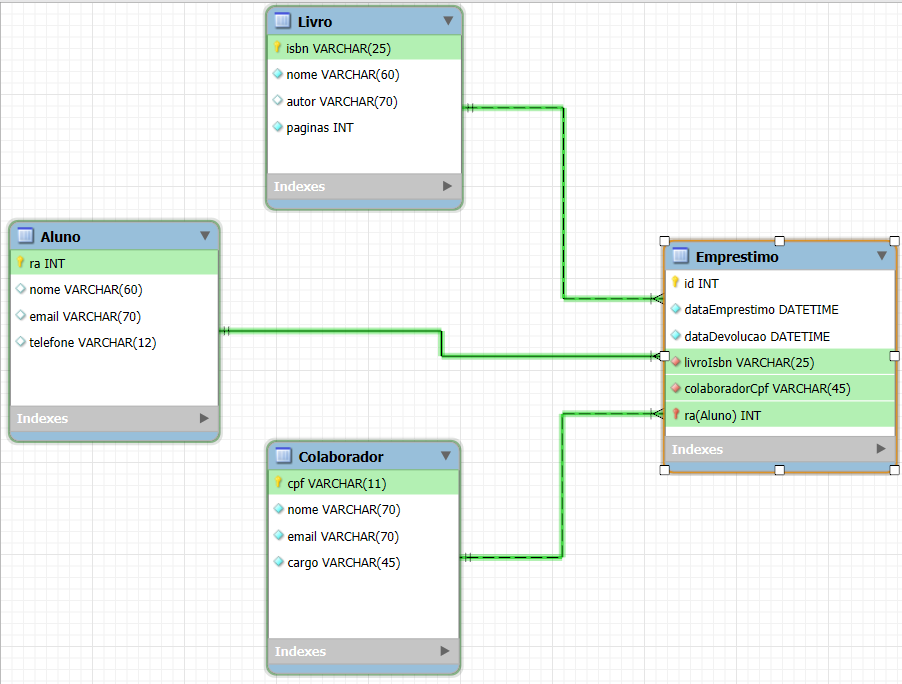 Livro
isbn VARCHAR(25)
nome VARCHAR(60)
autor VARCHAR(70)
paginas INT
Indexes
Aluno
ra INT
nome VARCHAR(60)
email VARCHAR(70)
telefone VARCHAR(12)
Indexes
Emprestimo
id INT
dataEmprestimo DATETIME
dataDevolucao DATETIME
livroIsbn VARCHAR(25)
colaboradorCpf VARCHAR(45)
ra(Aluno) INT
Indexes
Colaborador
cpf VARCHAR(11)
nome VARCHAR(70)
email VARCHAR(70)
cargo VARCHAR(45)
Indexes